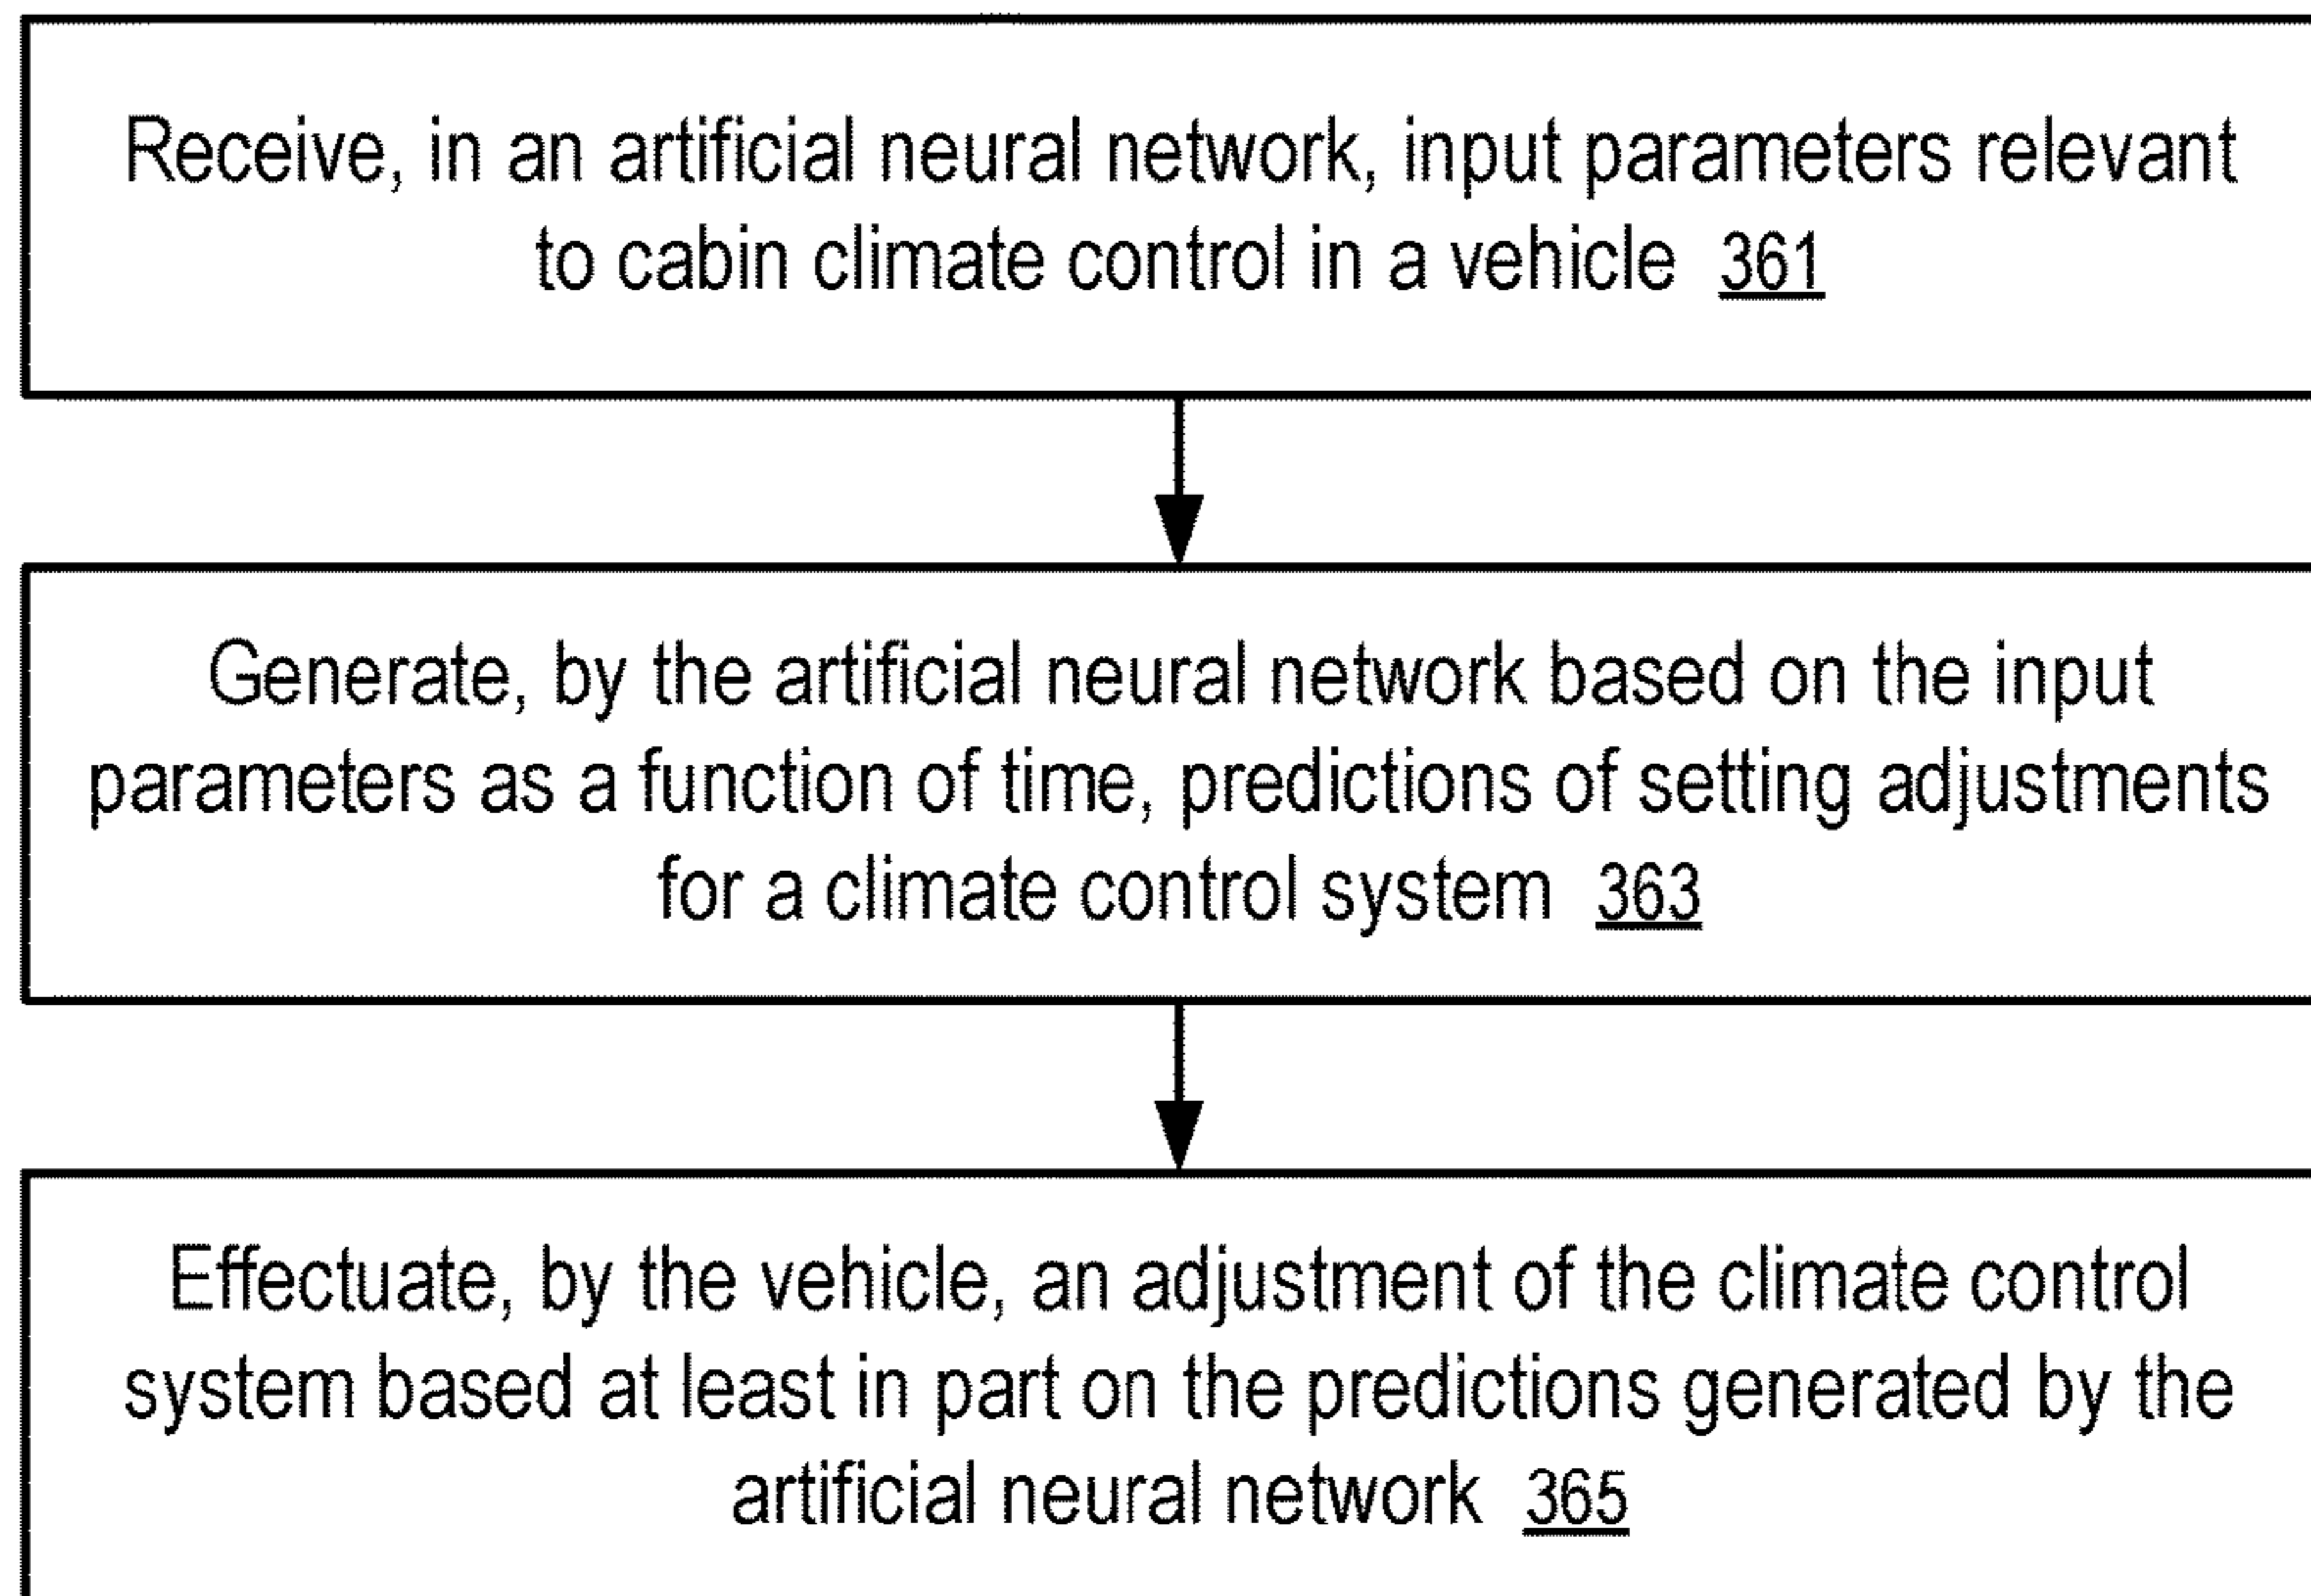 Receive, in an artificial neural network, input parameters relevant
to cabin climate control in a vehicle 361
Generate, by the artificial neural network based on the input
parameters as a function of time, predictions of setting adjustments
for a climate control system 363
Effectuate, by the vehicle, an adjustment of the climate control
system based at least in part on the predictions generated by the
artificial neural network 365